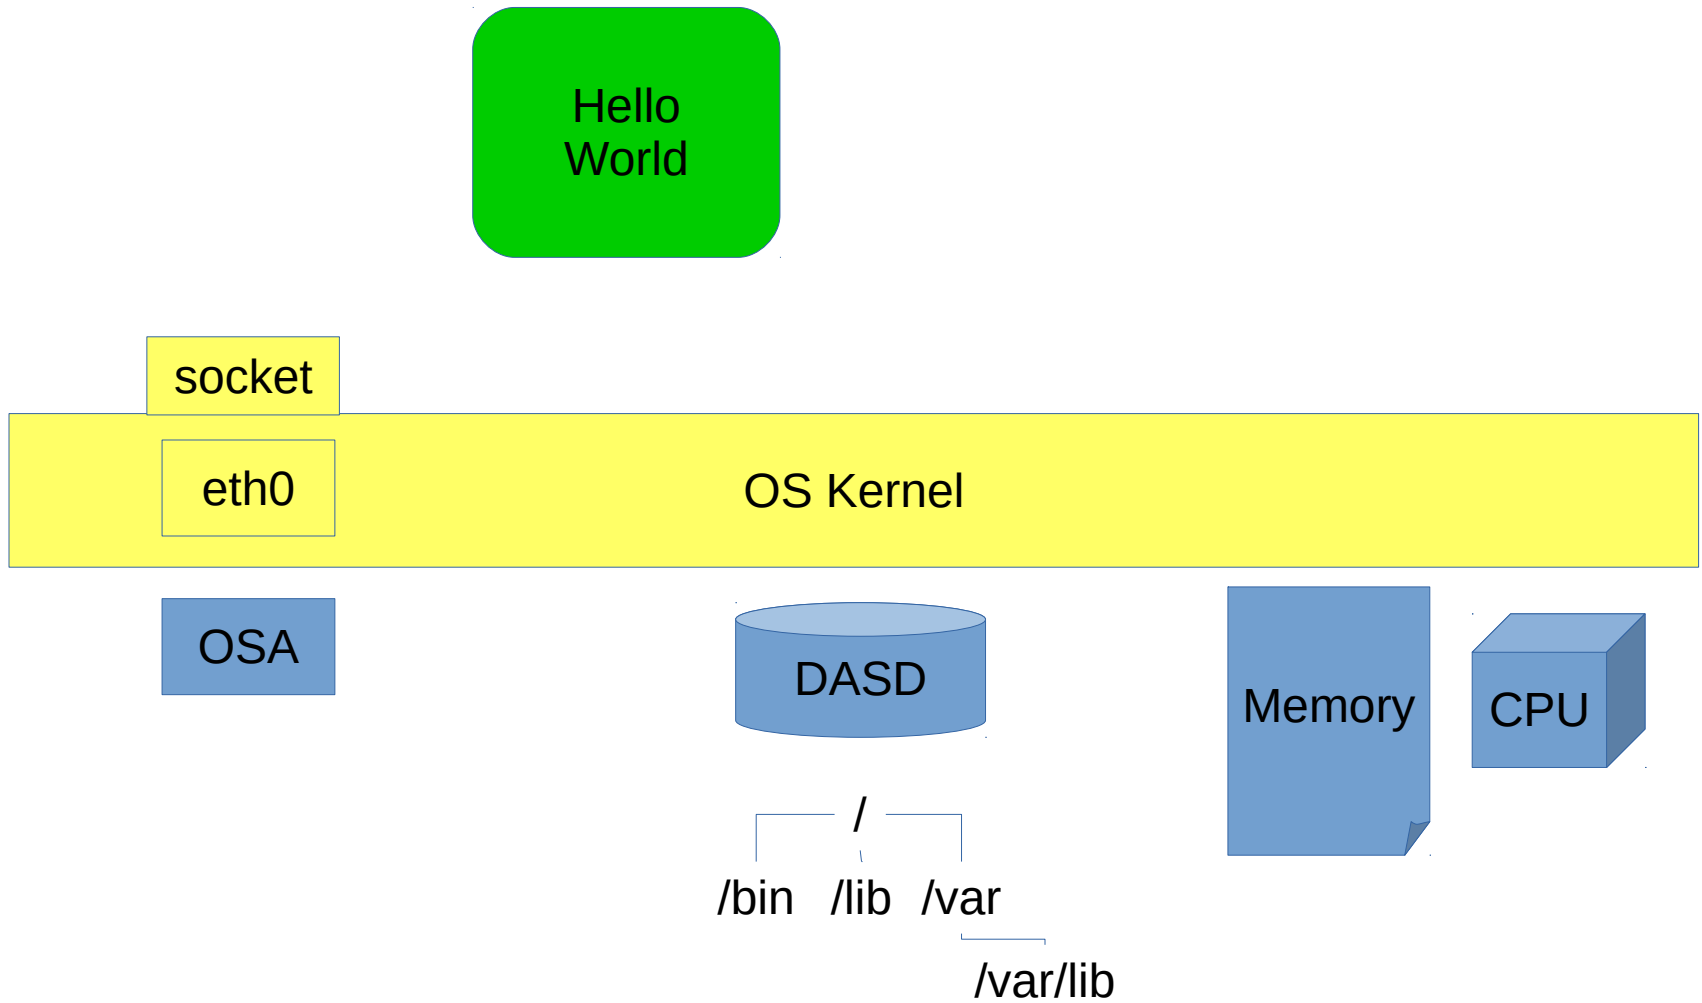 Hello
World
socket
eth0
OS Kernel
OSA
DASD
Memory
CPU
/
/bin /lib /var
/var/lib